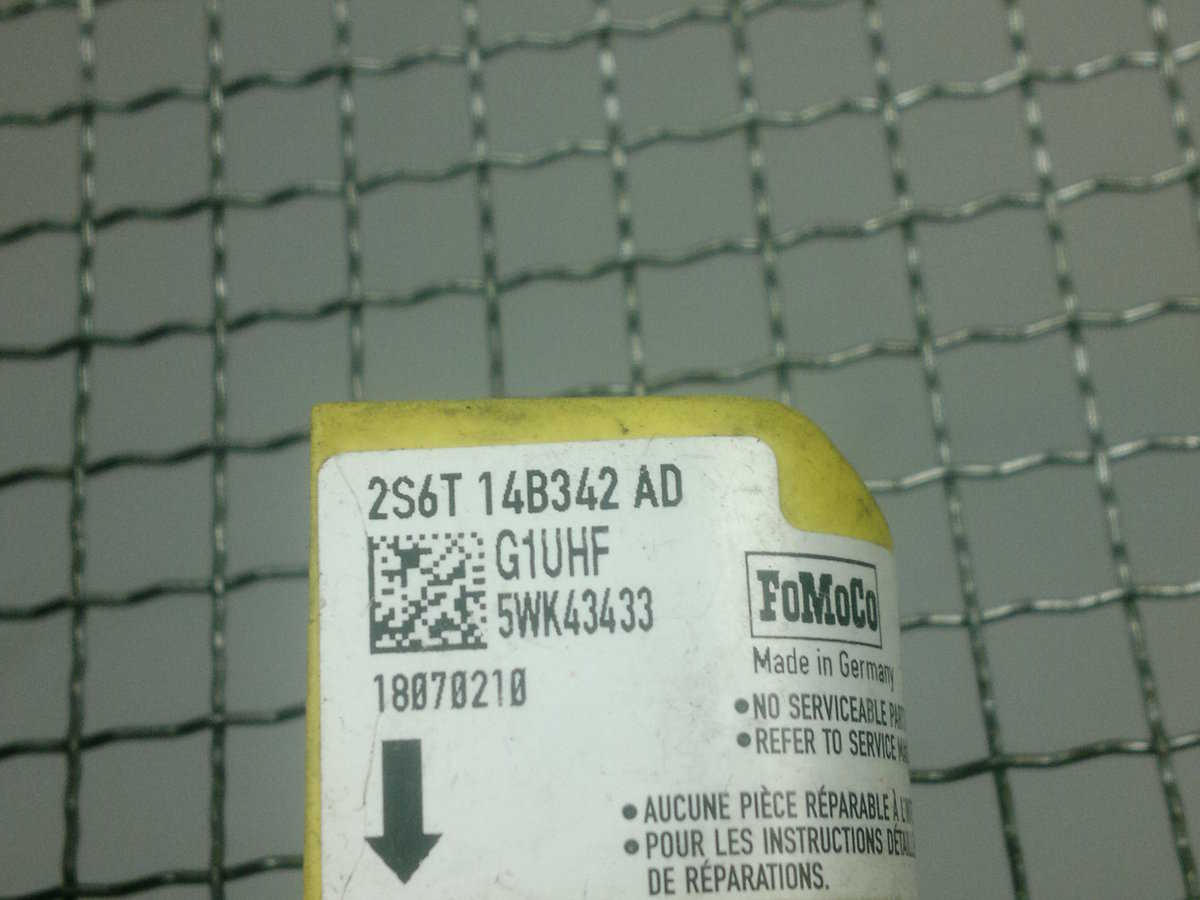 2S6T 14B342 AD
G1UHF
5WK43433
18070210
FoMoCo
Made in Germany
•NO SERVICEABLE
•REFER TO SERVICE
•AUCUNE PIÈCE RÉPARABLE À
•POUR LES INSTRUCTIONS
DE RÉPARATIONS.